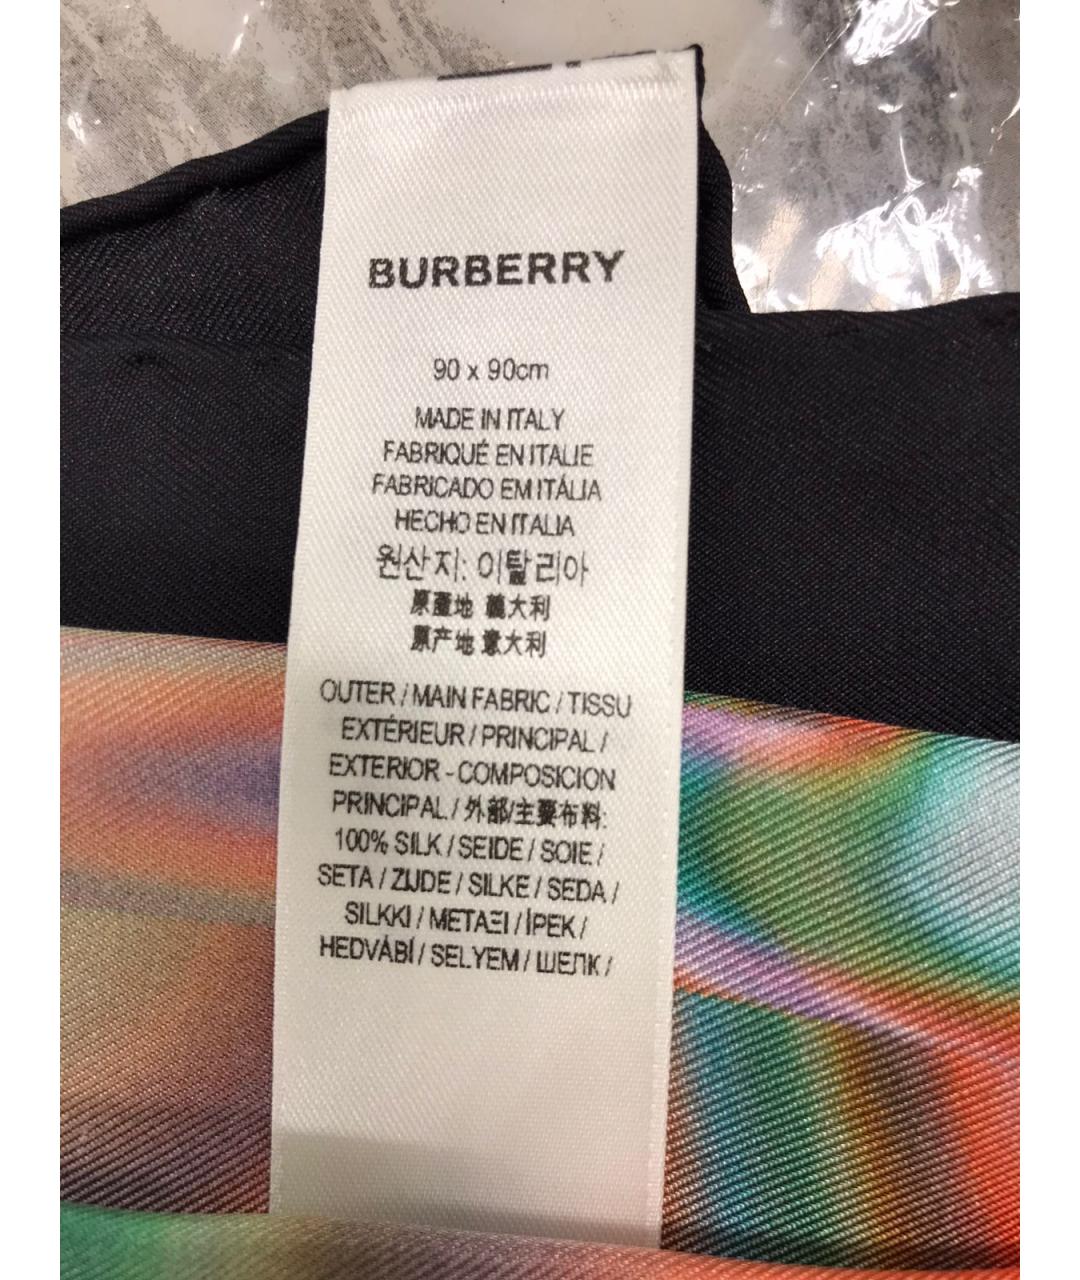 BURBERRY
90 x 90cm
MADE IN ITALY
FABRIQUÉ EN ITALIE
FABRICADO EM ITÁLIA
HECHO EN ITALIA
원산지: 이탈리아
原產地 義大利
原产地 意大利
OUTER / MAIN FABRIC / TISSU
EXTÉRIEUR / PRINCIPAL /
EXTERIOR - COMPOSICION
PRINCIPAL / 外部/主要布料:
100% SILK / SEIDE / SOIE /
SETA / ZIJDE / SILKE / SEDA /
SILKKI / ΜΕΤΑΞΙ / İPEK /
HEDVÁBÍ / SELYEM / ШЕЛК /